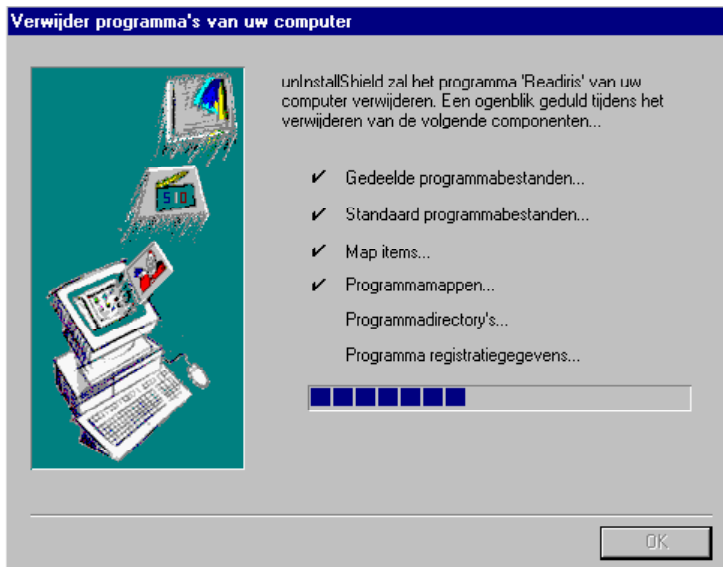 Verwijder programma's van uw computer
unInstallShield zal het programma 'Readiris' van uw
computer verwijderen. Een ogenblik geduld tijdens het
verwijderen van de volgende componenten...
✔ Gedeelde programmabestanden...
✔ Standaard programmabestanden...
✔ Map items...
✔ Programmamappen...
Programmadirectory's...
Programma registratiegegevens...
OK